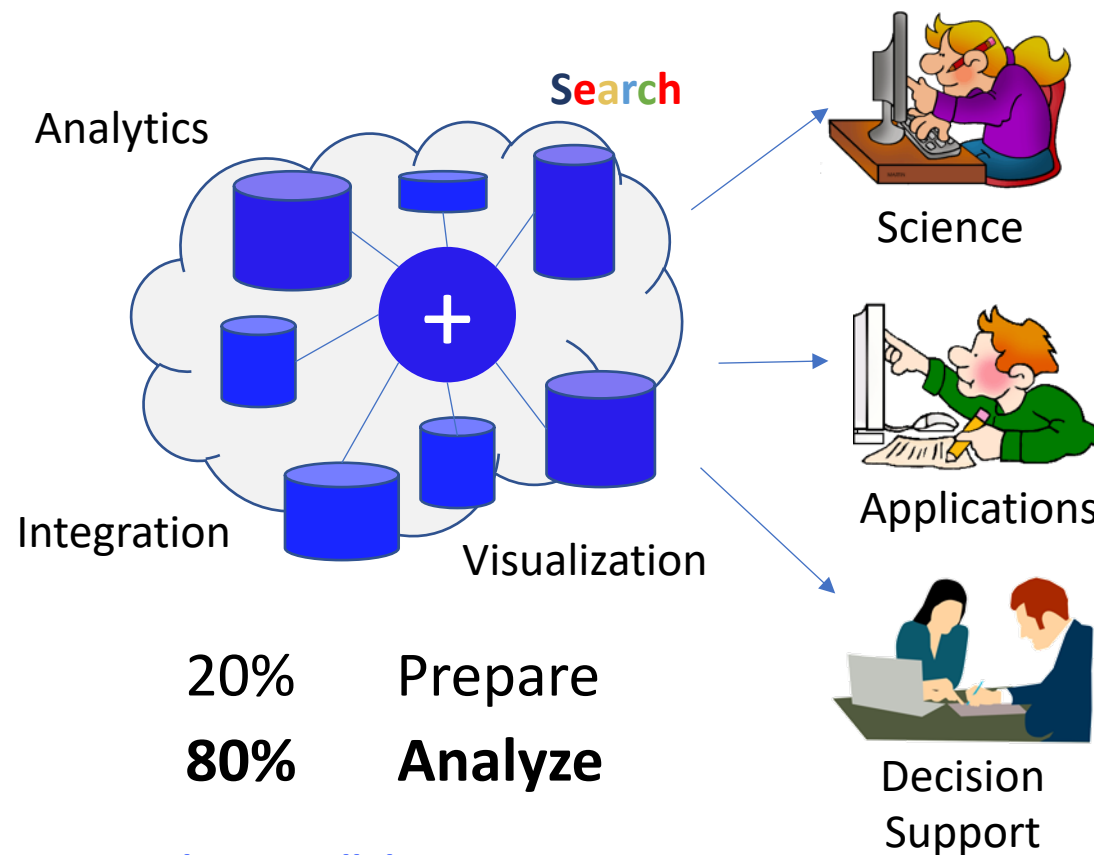 Search
Analytics
+
Science
Applications
Integration
Visualization
20% Prepare
80% Analyze
Decision
Support